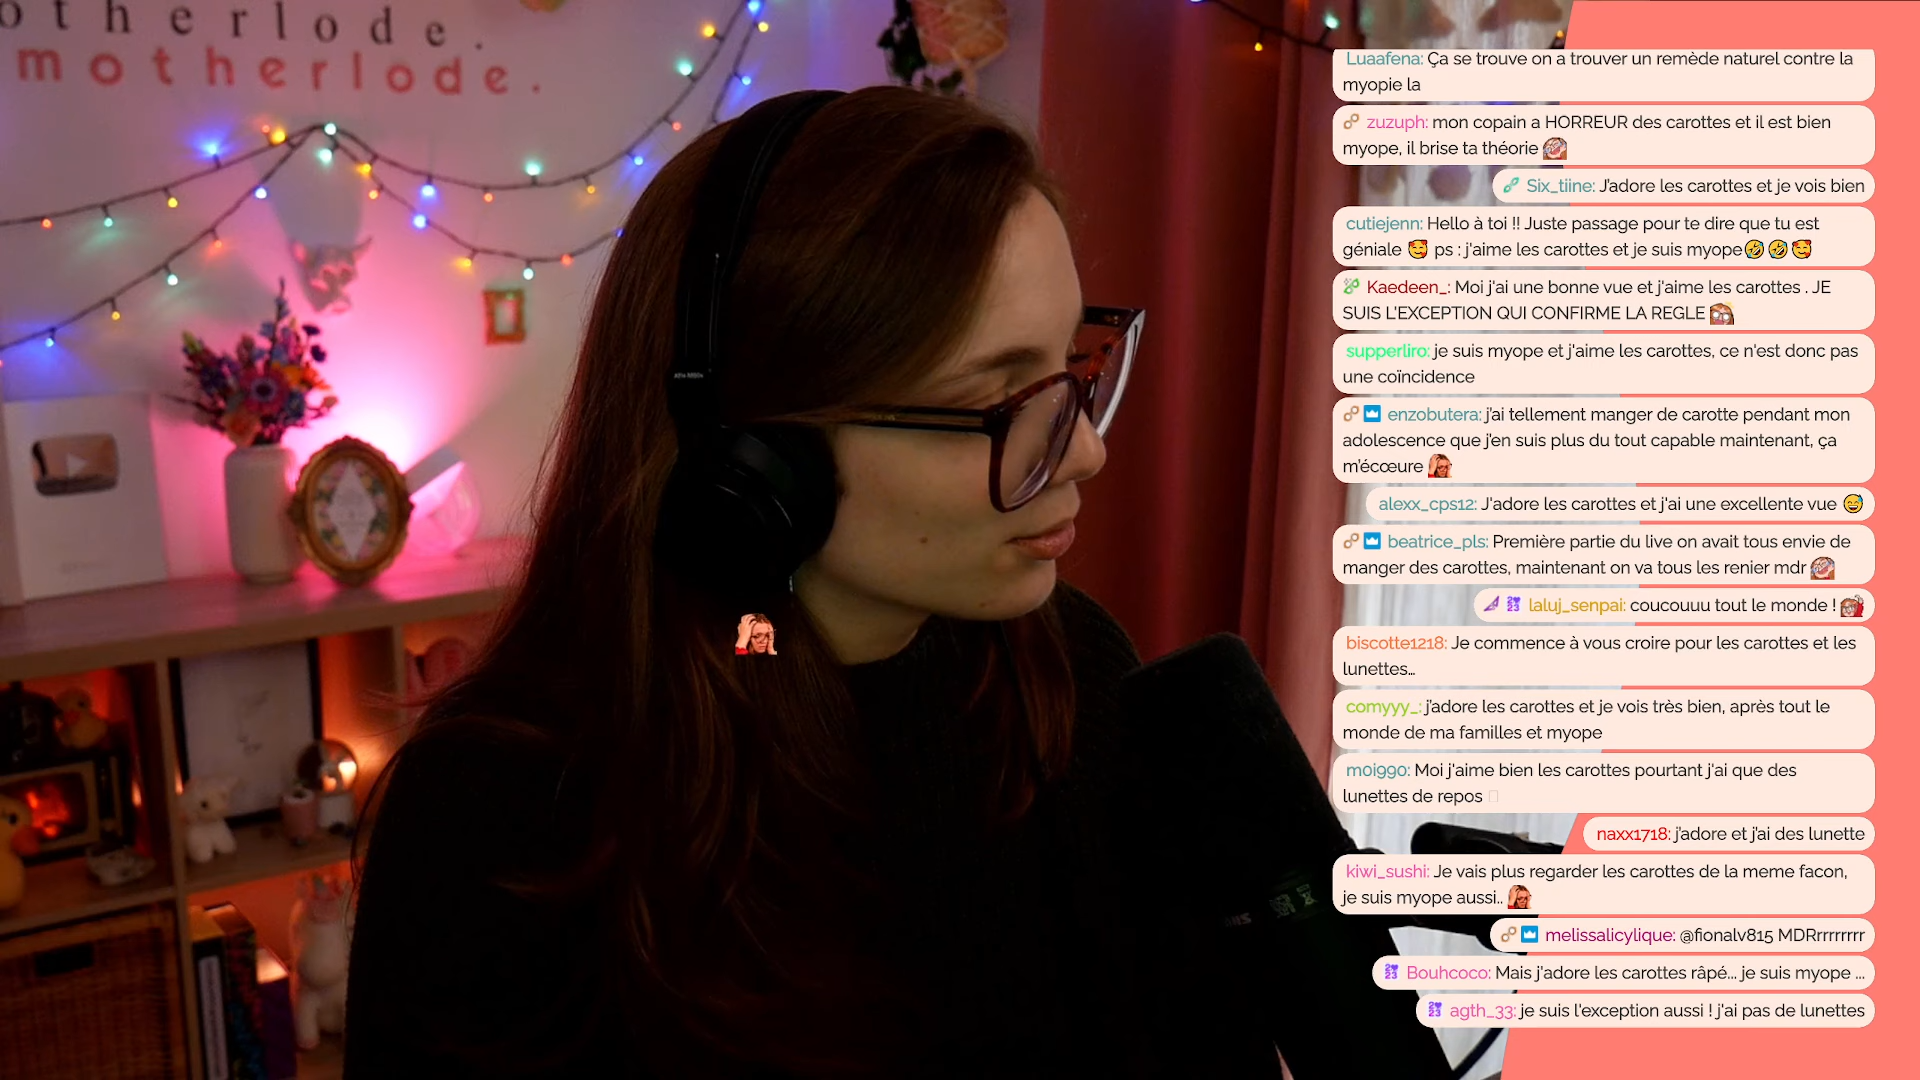 otherlode.
motherlode.
Luaafena: Ça se trouve on a trouver un remède naturel contre la
myopie la
zuzuph: mon copain a HORREUR des carottes et il est bien
myope, il brise ta théorie
Six_tiine: J'adore les carottes et je vois bien
cutiejenn: Hello à toi !! Juste passage pour te dire que tu est
géniale 🥰 ps : j'aime les carottes et je suis myope🤣🤣🥰
Kaedeen_: Moi j'ai une bonne vue et j'aime les carottes . JE
SUIS L'EXCEPTION QUI CONFIRME LA REGLE
supperliro: je suis myope et j'aime les carottes, ce n'est donc pas
une coïncidence
enzobutera: j'ai tellement manger de carotte pendant mon
adolescence que j'en suis plus du tout capable maintenant, ça
m'écœure
alexx_cps12: J'adore les carottes et j'ai une excellente vue 😅
beatrice_pls: Première partie du live on avait tous envie de
manger des carottes, maintenant on va tous les renier mdr
laluj_senpai: coucouuu tout le monde !
biscotte1218: Je commence à vous croire pour les carottes et les
lunettes...
comyyy_: j'adore les carottes et je vois très bien, après tout le
monde de ma familles et myope
moi990: Moi j'aime bien les carottes pourtant j'ai que des
lunettes de repos
naxx1718: j'adore et j'ai des lunette
kiwi_sushi: Je vais plus regarder les carottes de la meme facon,
je suis myope aussi..
melissalicylique: @fionalv815 MDRrrrrrrrr
Bouhcoco: Mais j'adore les carottes râpé... je suis myope ...
agth_33: je suis l'exception aussi ! j'ai pas de lunettes